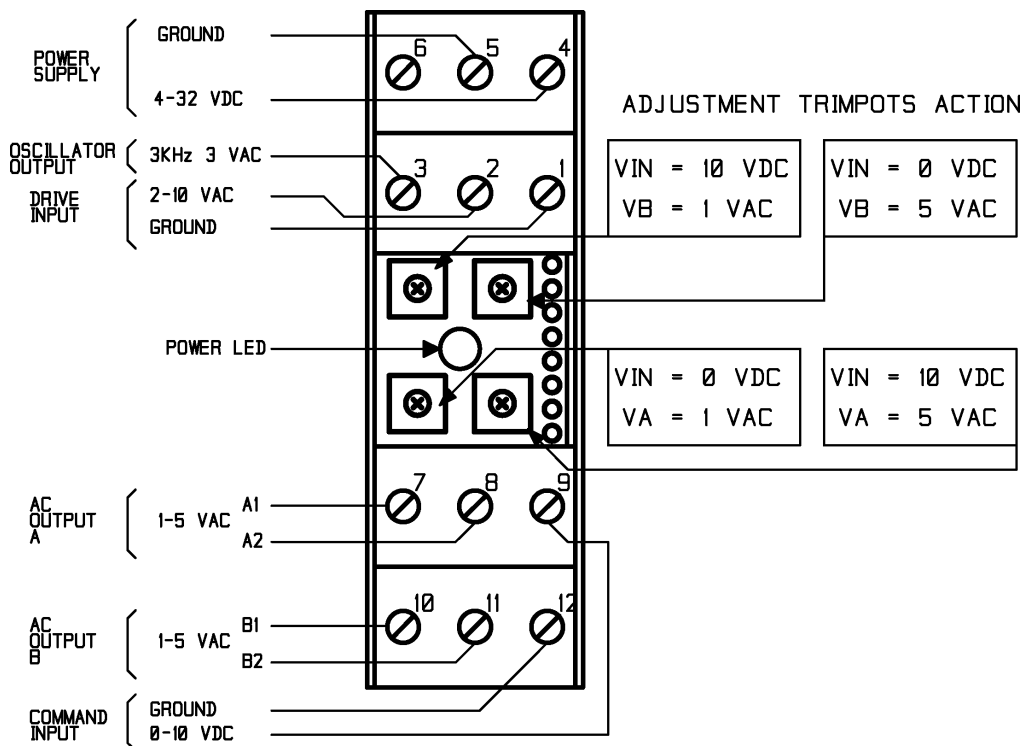 POWER
SUPPLY
GROUND
4-32 VDC
6 5 4
ADJUSTMENT TRIMPOTS ACTION
OSCILLATOR
OUTPUT
3KHz 3 VAC
DRIVE
INPUT
2-10 VAC
GROUND
3 2 1
VIN = 10 VDC
VB = 1 VAC
VIN = 0 VDC
VB = 5 VAC
POWER LED
VIN = 0 VDC
VA = 1 VAC
VIN = 10 VDC
VA = 5 VAC
AC
OUTPUT
A
1-5 VAC
A1
A2
7 8 9
AC
OUTPUT
B
1-5 VAC
B1
B2
10 11 12
COMMAND
INPUT
GROUND
0-10 VDC